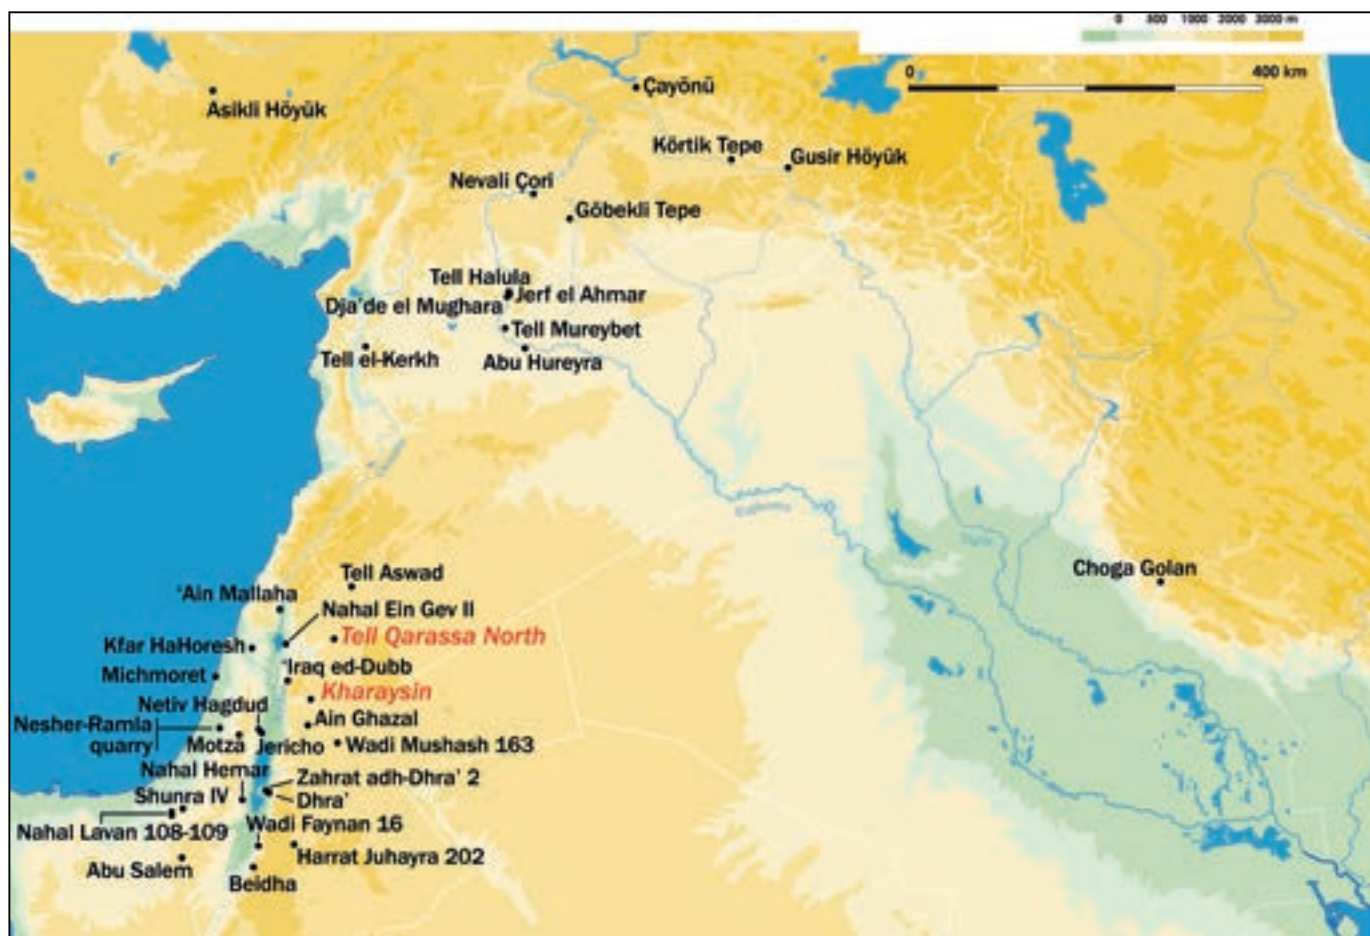 0 500 1000 2000 3000 m
0 400 km
Çayönü
Asikli Höyük
Körtik Tepe
Gusir Höyük
Nevali Çori
Göbekli Tepe
Tell Halula
Jerf el Ahmar
Dja'de el Mughara
Tell Mureybet
Tell el-Kerkh
Abu Hureyra
Euphrates
Tigris
Choga Golan
Tell Aswad
'Ain Mallaha
Nahal Ein Gev II
Tell Qarassa North
Kfar HaHoresh
'Iraq ed-Dubb
Michmoret
Kharaysin
Netiv Hagdud
Nesher-Ramla
quarry
Ain Ghazal
Motza
Jericho
Wadi Mushash 163
Nahal Hemar
Zahrat adh-Dhra' 2
Shunra IV
Dhra'
Nahal Lavan 108-109
Wadi Faynan 16
Harrat Juhayra 202
Abu Salem
Beidha